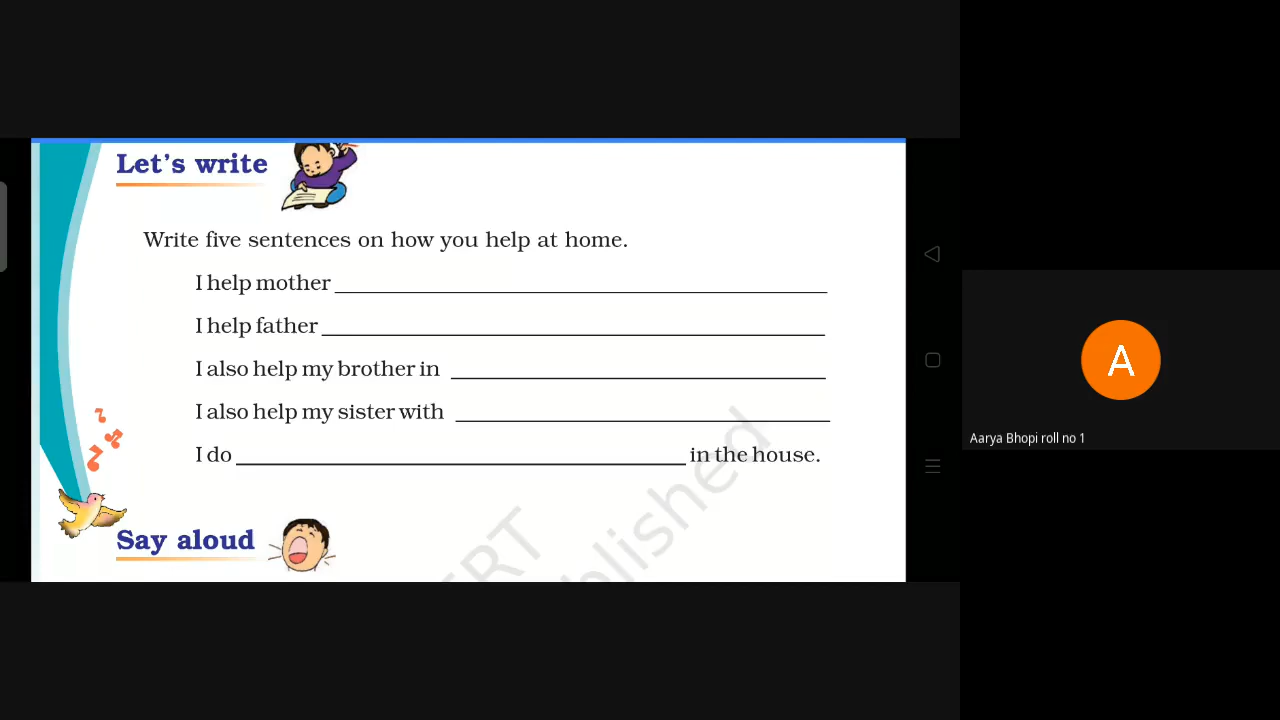 Let's write
Write five sentences on how you help at home.
I help mother
I help father
I also help my brother in
I also help my sister with
I do in the house.
Say aloud
A
Aarya Bhopi roll no 1